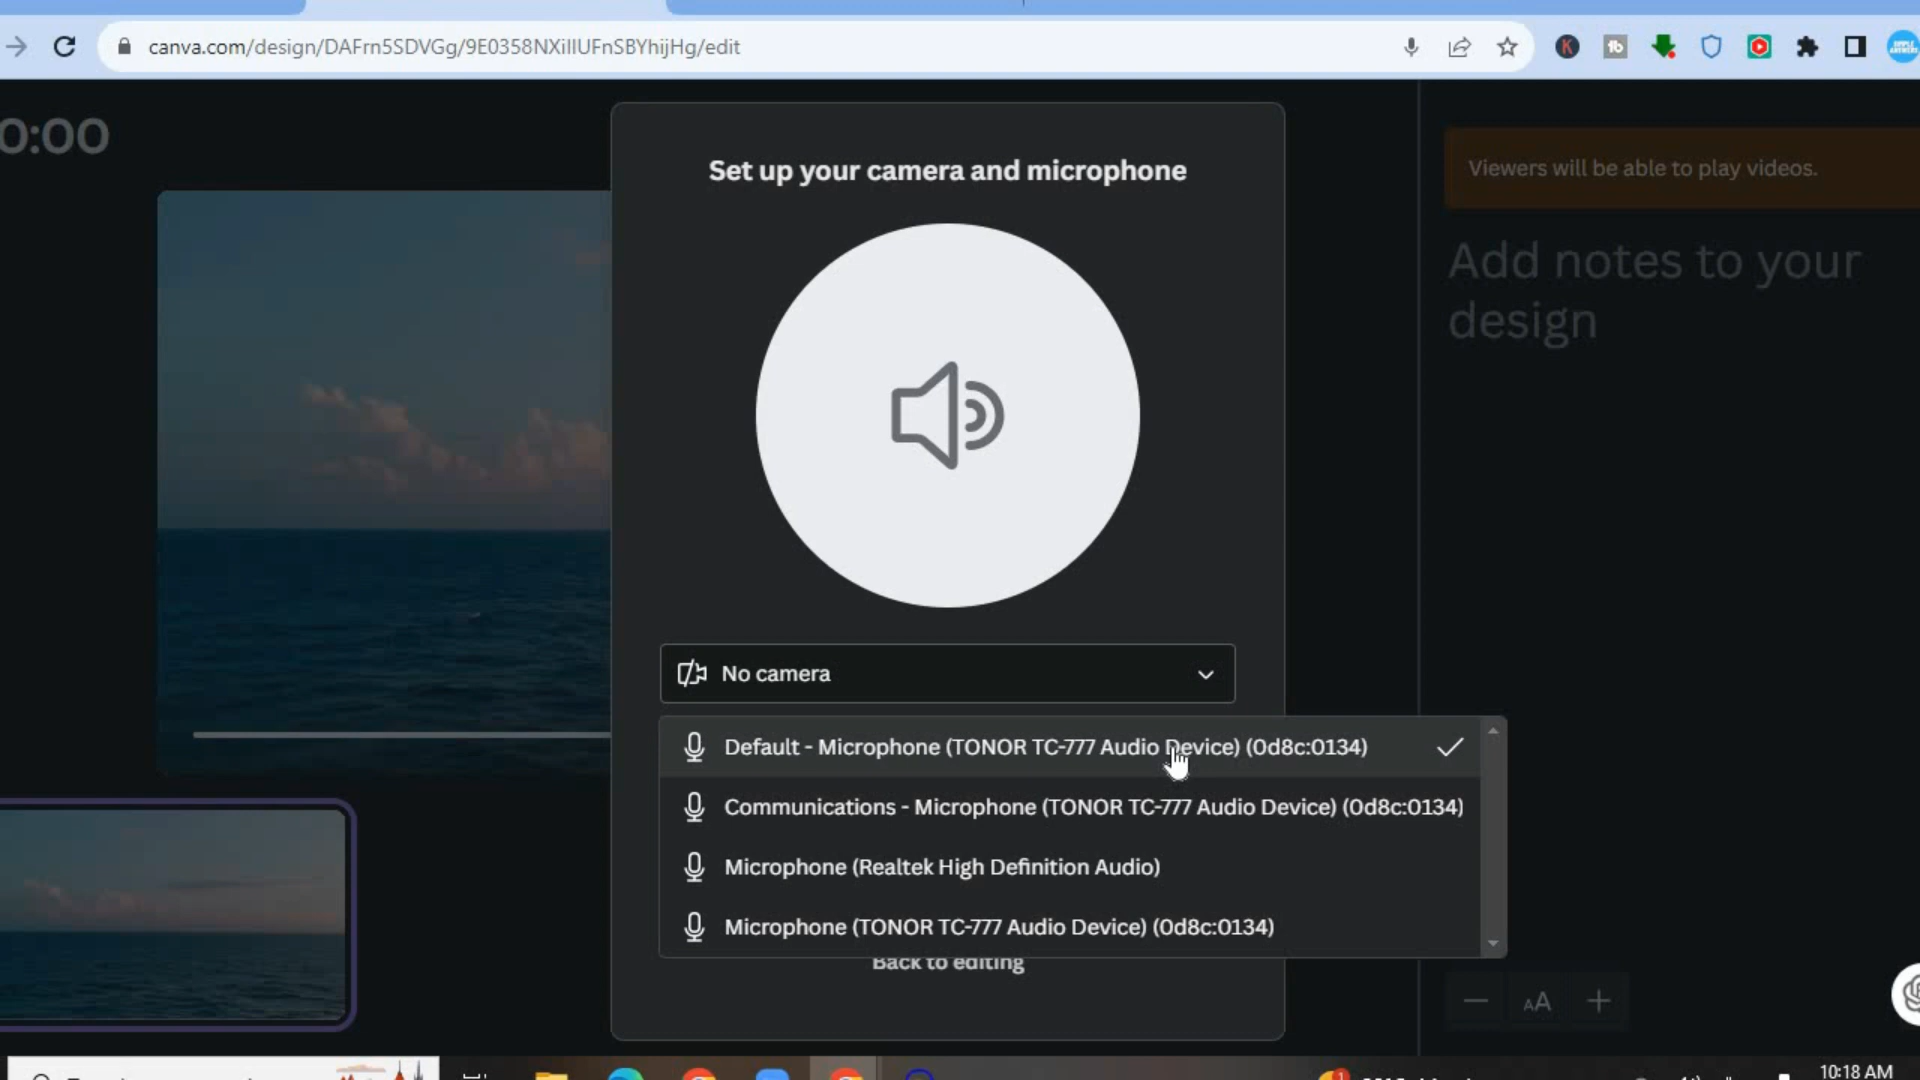 canva.com/design/DAFrn5SDVGg/9E0358NXiIIUFnSBYhijHg/edit
0:00
Set up your camera and microphone
Viewers will be able to play videos.
Add notes to your
design
No camera
Default - Microphone (TONOR TC-777 Audio Device) (0d8c:0134)
Communications - Microphone (TONOR TC-777 Audio Device) (0d8c:0134)
Microphone (Realtek High Definition Audio)
Microphone (TONOR TC-777 Audio Device) (0d8c:0134)
Back to editing
AA
10:18 AM